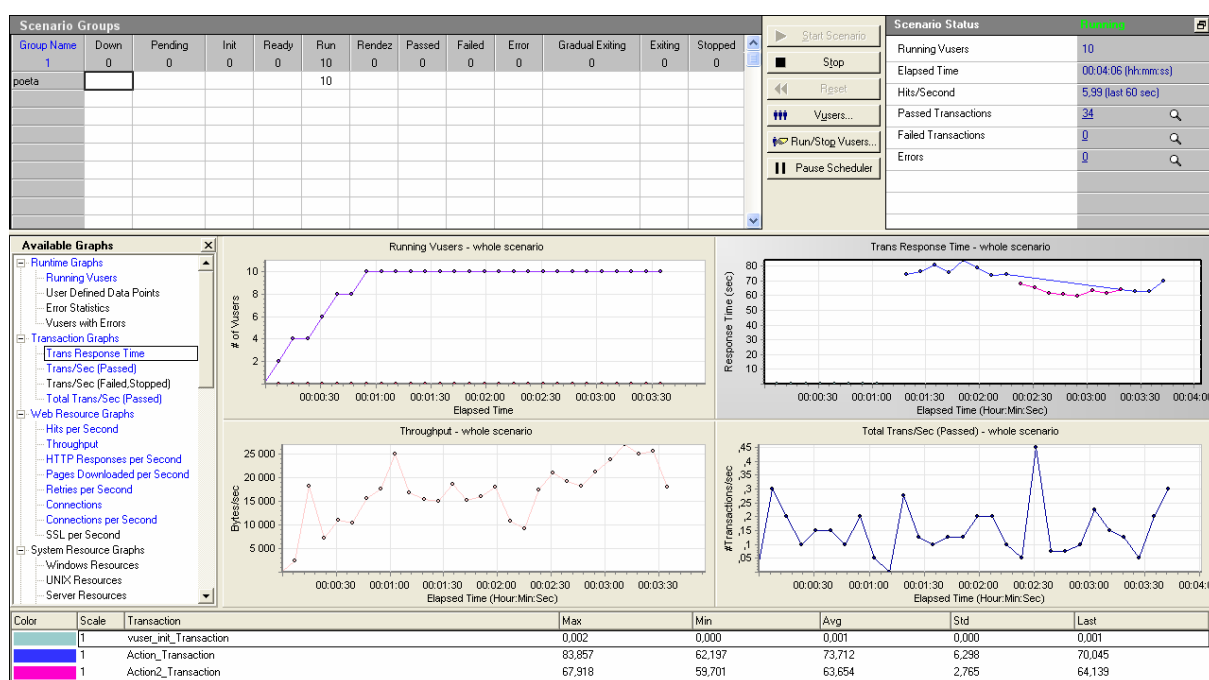 Scenario Groups
Group Name Down Pending Init Ready Run Rendez Passed Failed Error Gradual Exiting Exiting Stopped
1 0 0 0 0 10 0 0 0 0 0 0 0
poeta 10
Start Scenario
Stop
Reset
Vusers...
Run/Stop Vusers...
Pause Scheduler
Scenario Status Running
Running Vusers 10
Elapsed Time 00:04:06 (hh:mm:ss)
Hits/Second 5,99 (last 60 sec)
Passed Transactions 34
Failed Transactions 0
Errors 0
Available Graphs
Runtime Graphs
Running Vusers
User Defined Data Points
Error Statistics
Vusers with Errors
Transaction Graphs
Trans Response Time
Trans/Sec (Passed)
Trans/Sec (Failed,Stopped)
Total Trans/Sec (Passed)
Web Resource Graphs
Hits per Second
Throughput
HTTP Responses per Second
Pages Downloaded per Second
Retries per Second
Connections
Connections per Second
SSL per Second
System Resource Graphs
Windows Resources
UNIX Resources
Server Resources
Running Vusers - whole scenario
# of Vusers
10
8
6
4
2
00:00:30 00:01:00 00:01:30 00:02:00 00:02:30 00:03:00 00:03:30
Elapsed Time
Trans Response Time - whole scenario
Response Time (sec)
80
70
60
50
40
30
20
10
00:00:30 00:01:00 00:01:30 00:02:00 00:02:30 00:03:00 00:03:30 00:04:0
Elapsed Time (Hour:Min:Sec)
Throughput - whole scenario
Bytes/sec
25 000
20 000
15 000
10 000
5 000
00:00:30 00:01:00 00:01:30 00:02:00 00:02:30 00:03:00 00:03:30
Elapsed Time (Hour:Min:Sec)
Total Trans/Sec (Passed) - whole scenario
#Transactions/sec
,45
,4
,35
,3
,25
,2
,15
,1
,05
00:00:30 00:01:00 00:01:30 00:02:00 00:02:30 00:03:00 00:03:30 00:04:0
Elapsed Time (Hour:Min:Sec)
Color Scale Transaction Max Min Avg Std Last
1 vuser_init_Transaction 0,002 0,000 0,001 0,000 0,001
1 Action_Transaction 83,857 62,197 73,712 6,298 70,045
1 Action2_Transaction 67,918 59,701 63,654 2,765 64,139